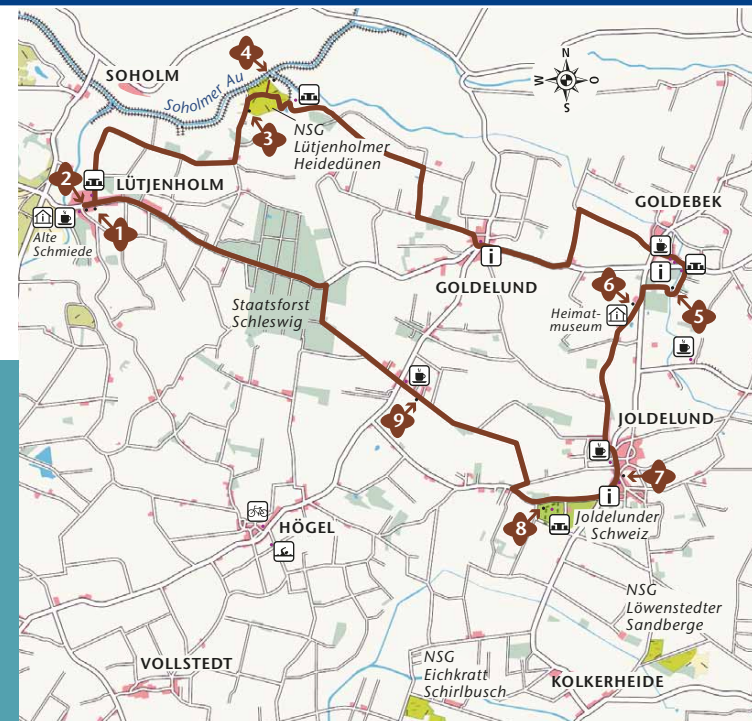 4
SOHOLM
Soholmer Au
N
W
O
S
3
NSG
Lütjenholmer
Heidedünen
2
LÜTJENHOLM
1
Alte
Schmiede
GOLDEBEK
i
GOLDELUND
i
6
5
Heimat-
museum
Staatsforst
Schleswig
9
JOLDELUND
7
i
8
Joldelunder
Schweiz
HÖGEL
NSG
Löwenstedter
Sandberge
VOLLSTEDT
NSG
Eichkratt
Schirlbusch
KOLKERHEIDE